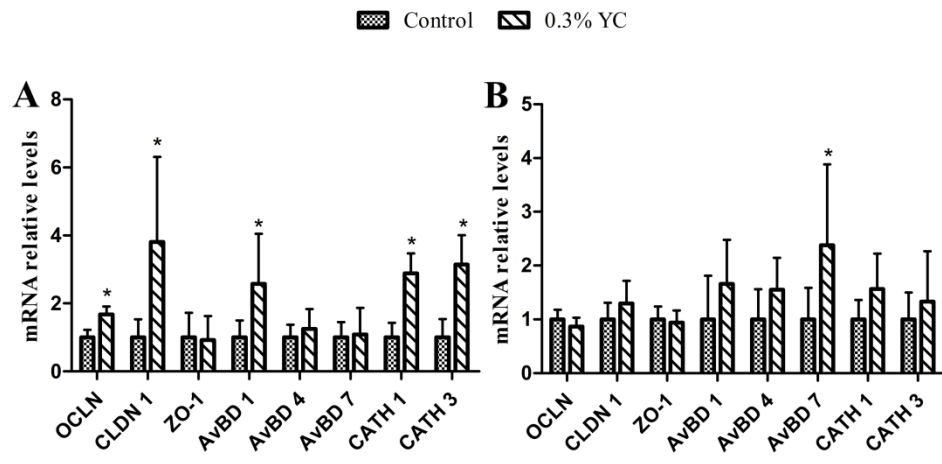 Control 0.3% YC
A
mRNA relative levels
8
6
4
2
0
* * * * *
OCLN CLDN 1 ZO-1 AvBD 1 AvBD 4 AvBD 7 CATH 1 CATH 3
B
mRNA relative levels
5
4
3
2
1
0
*
OCLN CLDN 1 ZO-1 AvBD 1 AvBD 4 AvBD 7 CATH 1 CATH 3